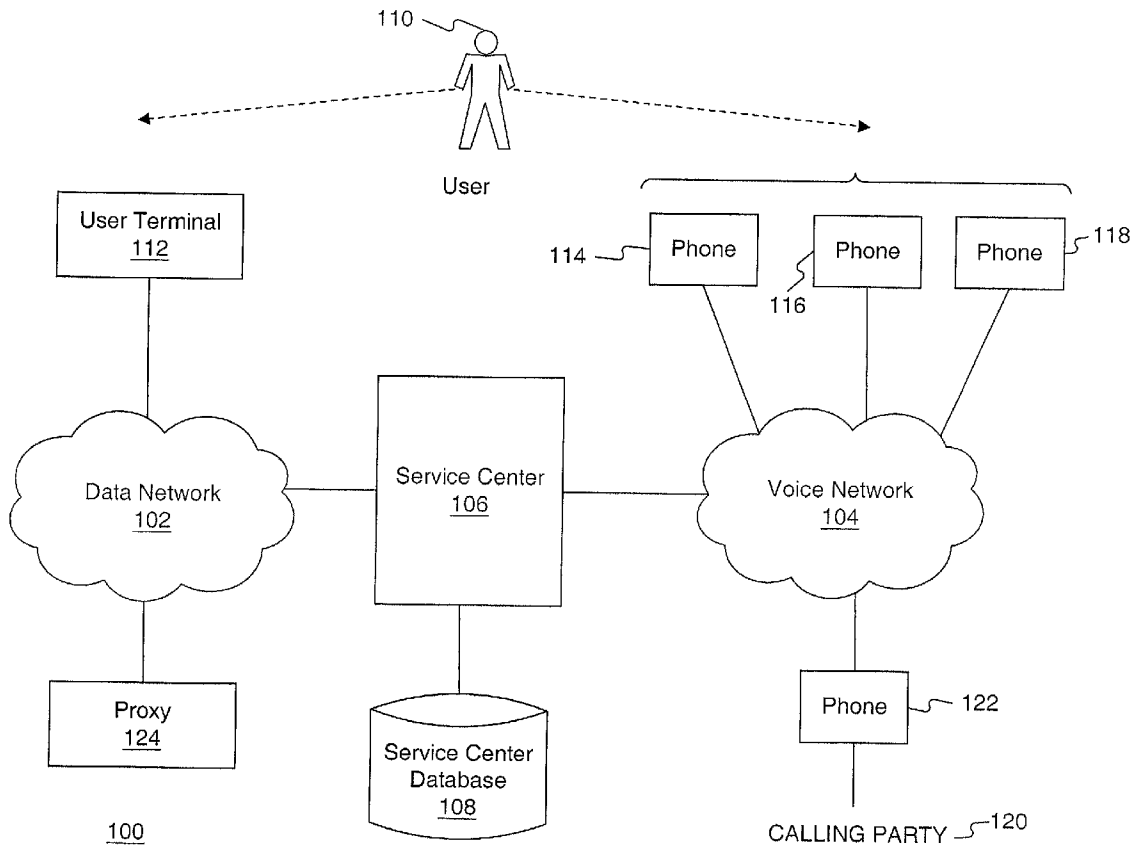 110
User
User Terminal
112
114
Phone
116
Phone
Phone
118
Data Network
102
Service Center
106
Voice Network
104
Proxy
124
Service Center
Database
108
Phone
122
100
CALLING PARTY
120